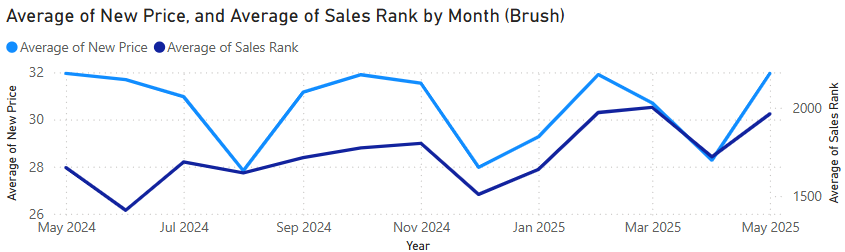 Average of New Price, and Average of Sales Rank by Month (Brush)
Average of New Price Average of Sales Rank
Average of New Price
32
30
28
26
2000
1500
Average of Sales Rank
May 2024 Jul 2024 Sep 2024 Nov 2024 Jan 2025 Mar 2025 May 2025
Year